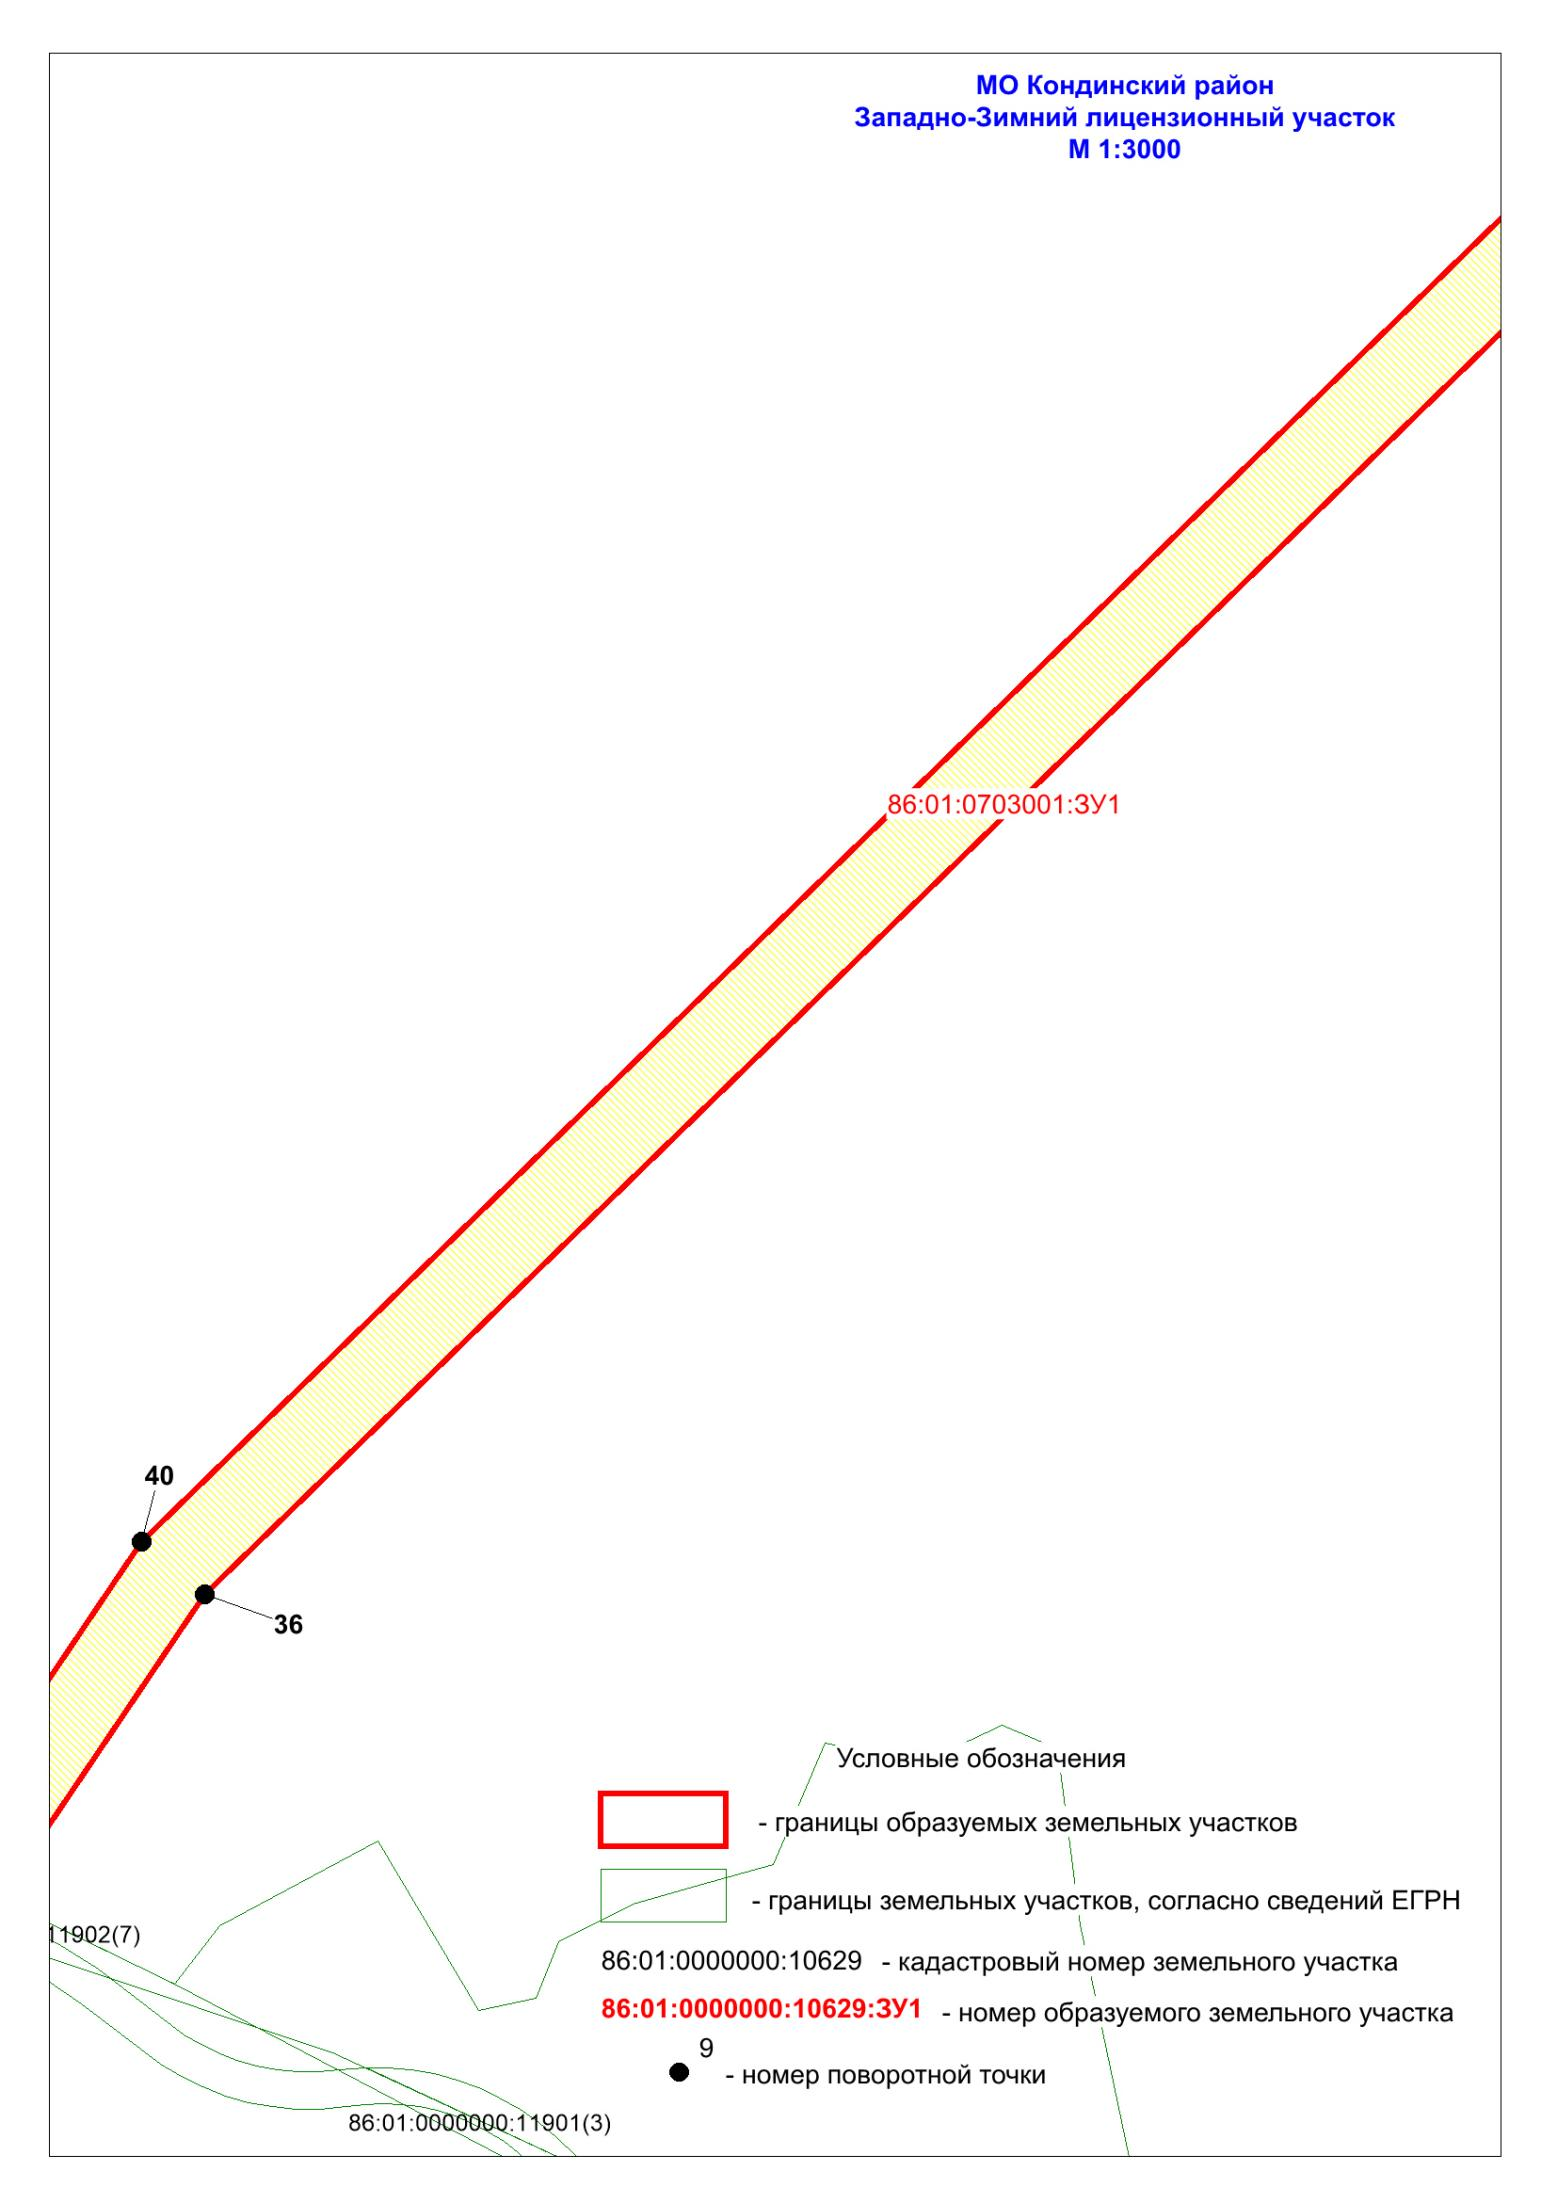 МО Кондинский район
Западно-Зимний лицензионный участок
М 1:3000
86:01:0703001:ЗУ1
40
36
Условные обозначения
- границы образуемых земельных участков
- границы земельных участков, согласно сведений ЕГРН
11902(7)
86:01:0000000:10629 - кадастровый номер земельного участка
86:01:0000000:10629:ЗУ1 - номер образуемого земельного участка
9
- номер поворотной точки
86:01:0000000:11901(3)